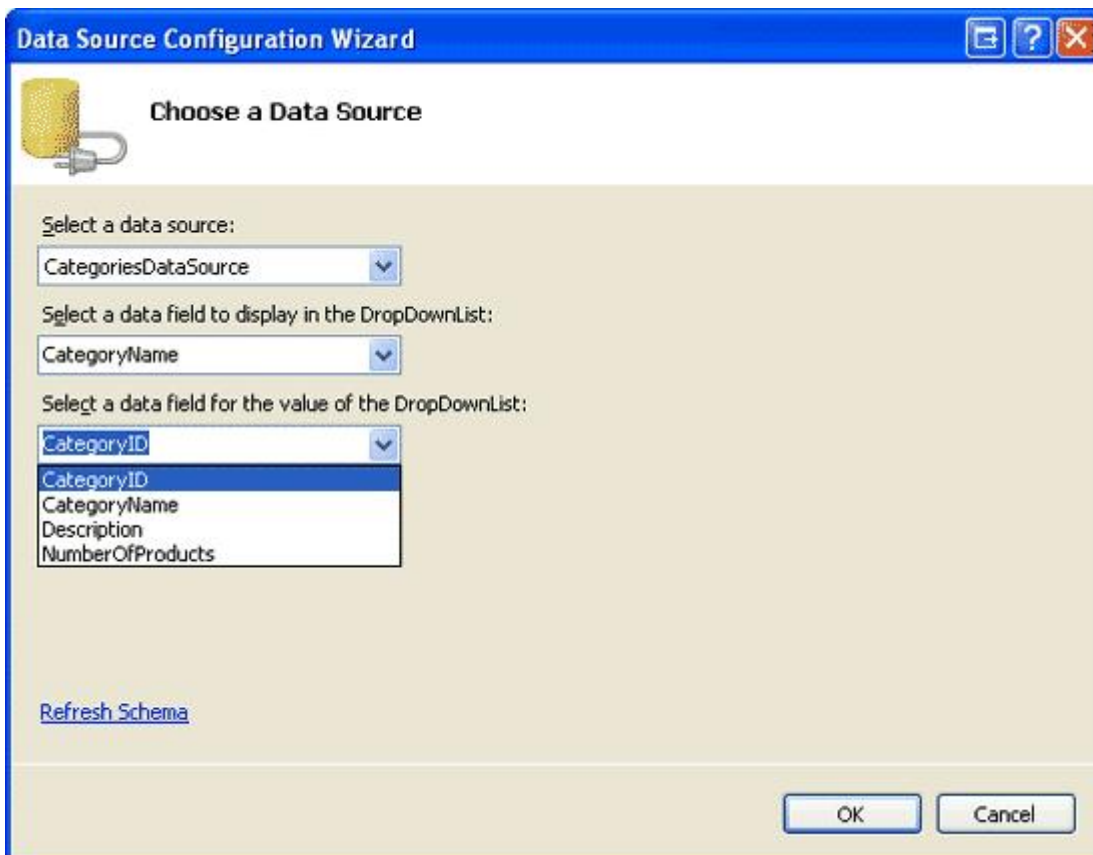 Data Source Configuration Wizard
Choose a Data Source
Select a data source:
CategoriesDataSource
Select a data field to display in the DropDownList:
CategoryName
Select a data field for the value of the DropDownList:
CategoryID
CategoryID
CategoryName
Description
NumberOfProducts
Refresh Schema
OK
Cancel